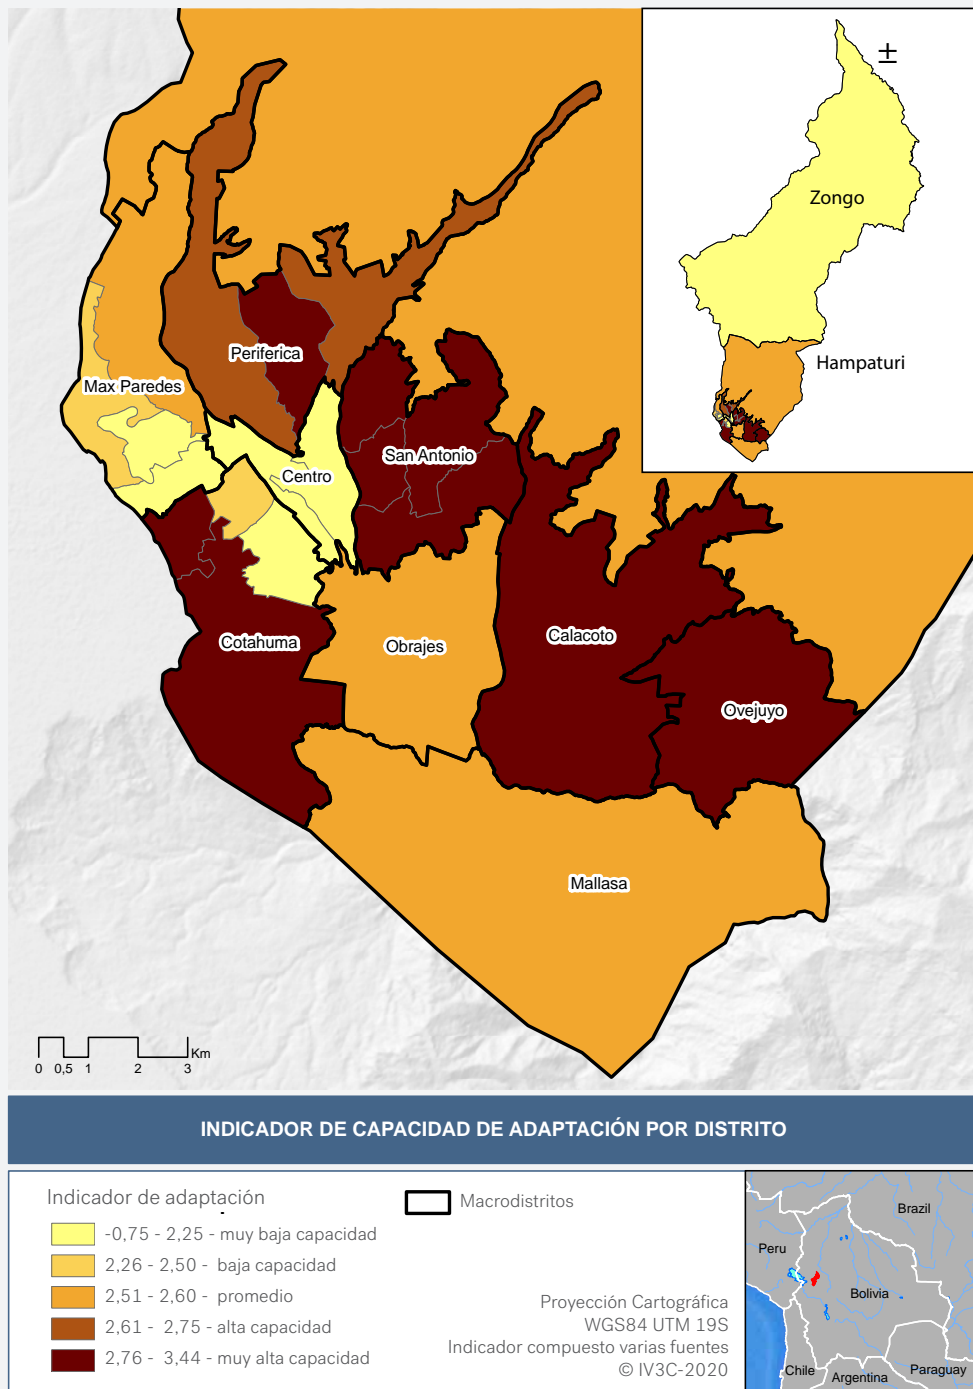 ±
Zongo
Hampaturi
Periferica
Max Paredes
San Antonio
Centro
Calacoto
Cotahuma
Obrajes
Ovejuyo
Mallasa
Km
0 0,5 1 2 3
INDICADOR DE CAPACIDAD DE ADAPTACIÓN POR DISTRITO
Indicador de adaptación
-0,75 - 2,25 - muy baja capacidad
2,26 - 2,50 - baja capacidad
2,51 - 2,60 - promedio
2,61 - 2,75 - alta capacidad
2,76 - 3,44 - muy alta capacidad
Macrodistritos
Proyección Cartográfica
WGS84 UTM 19S
Indicador compuesto varias fuentes
© IV3C-2020
Brazil
Peru
Bolivia
Chile
Argentina
Paraguay